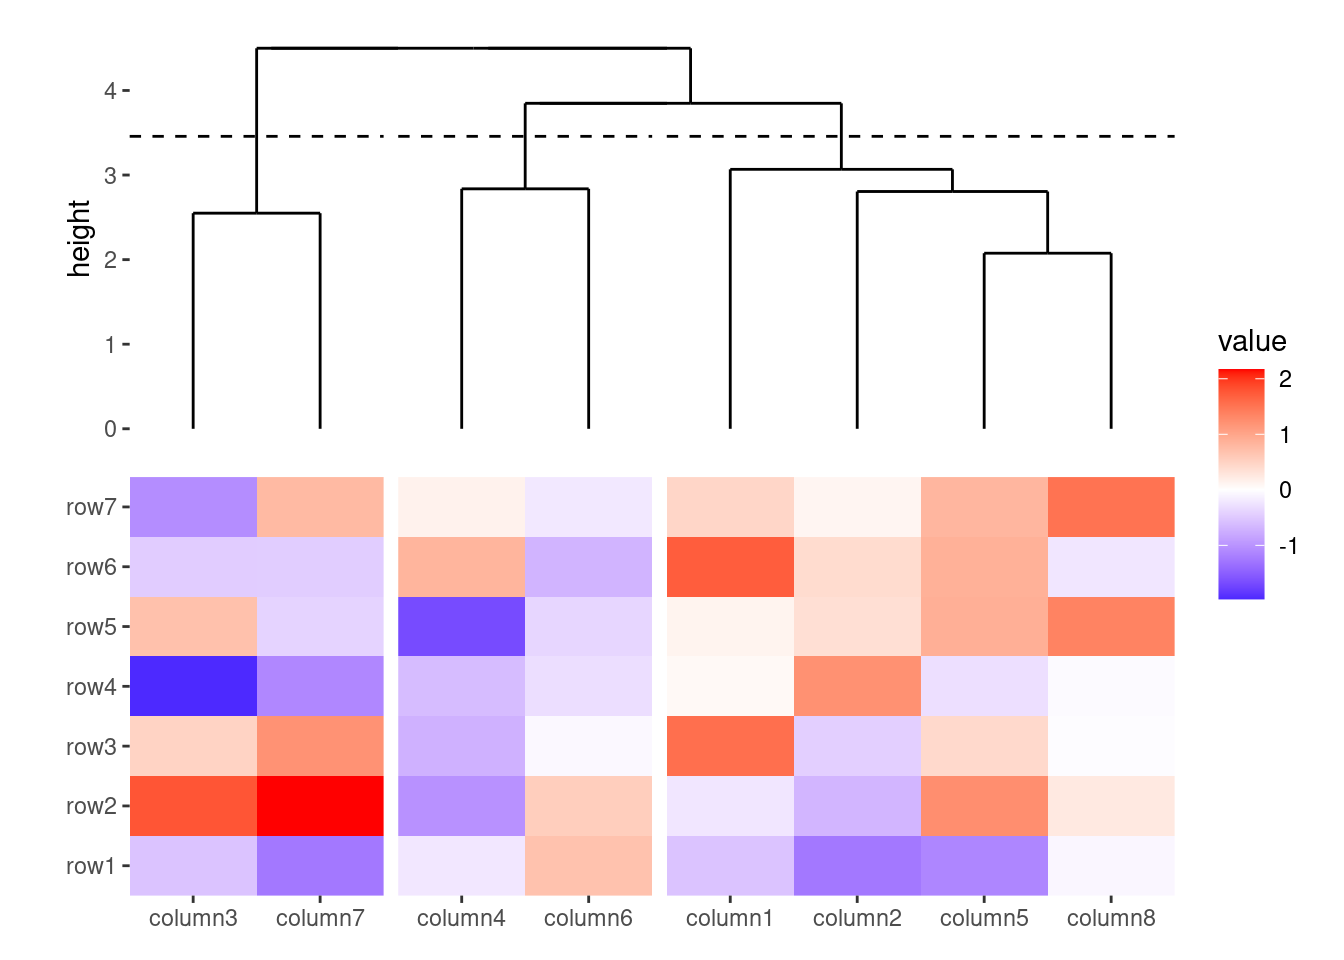 4
3
2
1
0
height
value
2
1
0
-1
row7
row6
row5
row4
row3
row2
row1
column3 column7 column4 column6 column1 column2 column5 column8